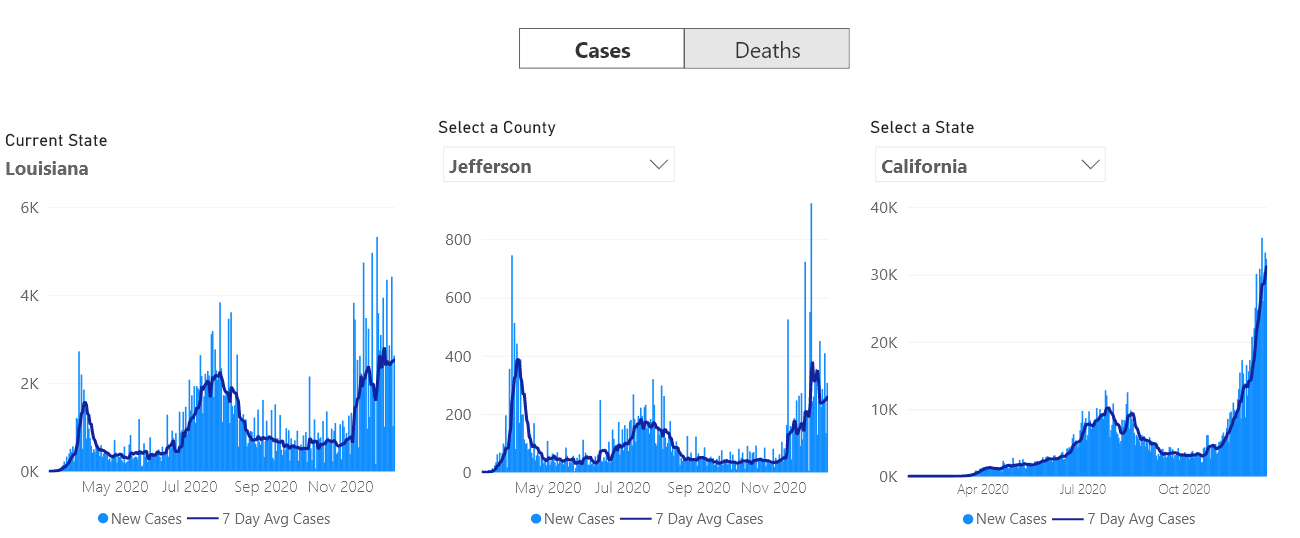 Cases Deaths
Current State
Louisiana
6K
4K
2K
0K
May 2020 Jul 2020 Sep 2020 Nov 2020
New Cases 7 Day Avg Cases
Select a County
Jefferson
800
600
400
200
0
May 2020 Jul 2020 Sep 2020 Nov 2020
New Cases 7 Day Avg Cases
Select a State
California
40K
30K
20K
10K
0K
Apr 2020 Jul 2020 Oct 2020
New Cases 7 Day Avg Cases